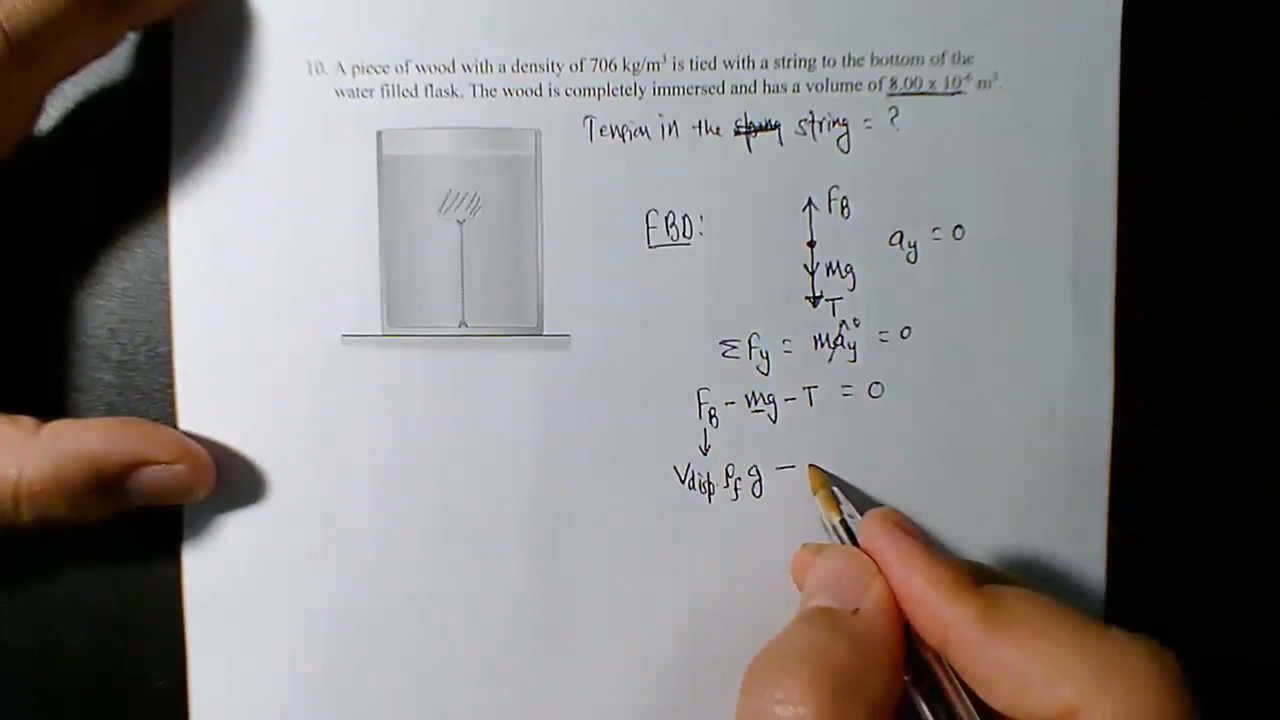 10. A piece of wood with a density of 706 kg/m³ is tied with a string to the bottom of the
water filled flask. The wood is completely immersed and has a volume of 8.00 x 10⁻⁶ m³.
Tension in the string = ?
FBD:
F_B
a_y = 0
mg
T
ΣF_y = ma_y⁰ = 0
F_B - mg - T = 0
↓
V_disp. ρ_f g -